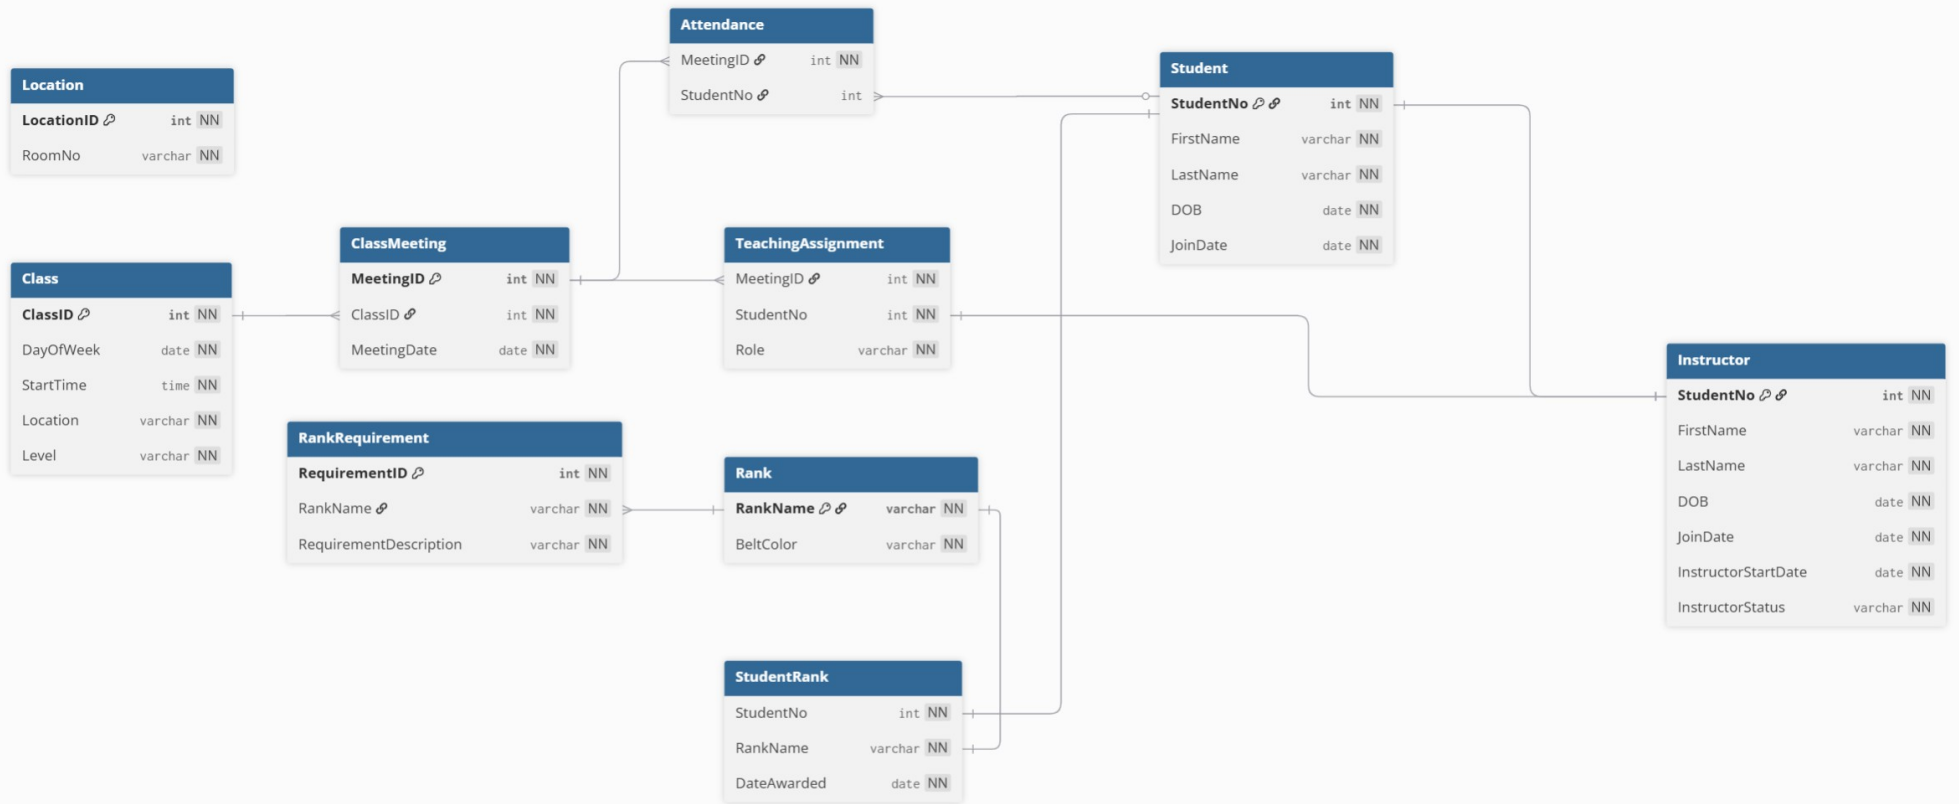 Attendance
MeetingID int NN
StudentNo int
Student
StudentNo int NN
FirstName varchar NN
LastName varchar NN
DOB date NN
JoinDate date NN
Location
LocationID int NN
RoomNo varchar NN
ClassMeeting
MeetingID int NN
ClassID int NN
MeetingDate date NN
TeachingAssignment
MeetingID int NN
StudentNo int NN
Role varchar NN
Class
ClassID int NN
DayOfWeek date NN
StartTime time NN
Location varchar NN
Level varchar NN
Instructor
StudentNo int NN
FirstName varchar NN
LastName varchar NN
DOB date NN
JoinDate date NN
InstructorStartDate date NN
InstructorStatus varchar NN
RankRequirement
RequirementID int NN
RankName varchar NN
RequirementDescription varchar NN
Rank
RankName varchar NN
BeltColor varchar NN
StudentRank
StudentNo int NN
RankName varchar NN
DateAwarded date NN